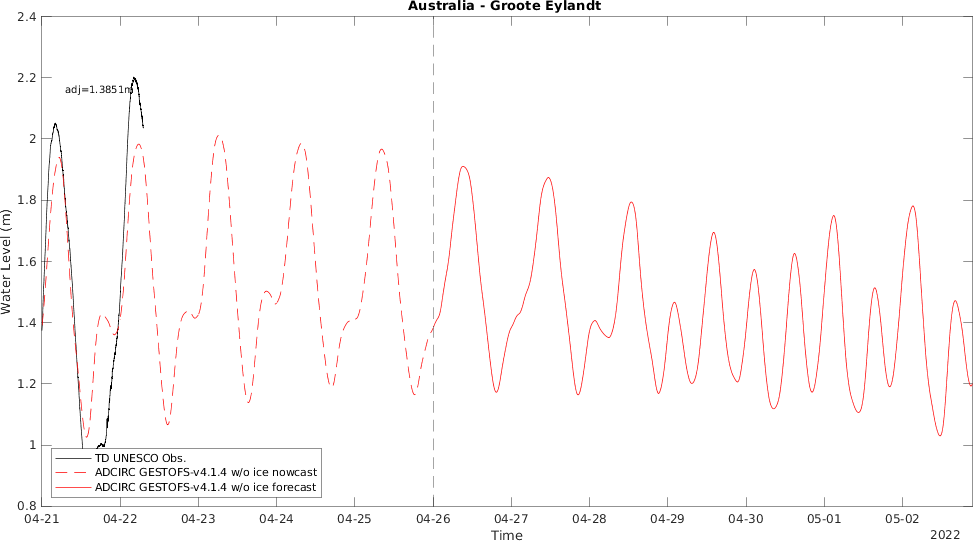 Australia - Groote Eylandt
2.4
2.2
2
1.8
1.6
1.4
1.2
1
0.8
Water Level (m)
adj=1.3851m
TD UNESCO Obs.
ADCIRC GESTOFS-v4.1.4 w/o ice nowcast
ADCIRC GESTOFS-v4.1.4 w/o ice forecast
04-21 04-22 04-23 04-24 04-25 04-26 04-27 04-28 04-29 04-30 05-01 05-02
Time
2022